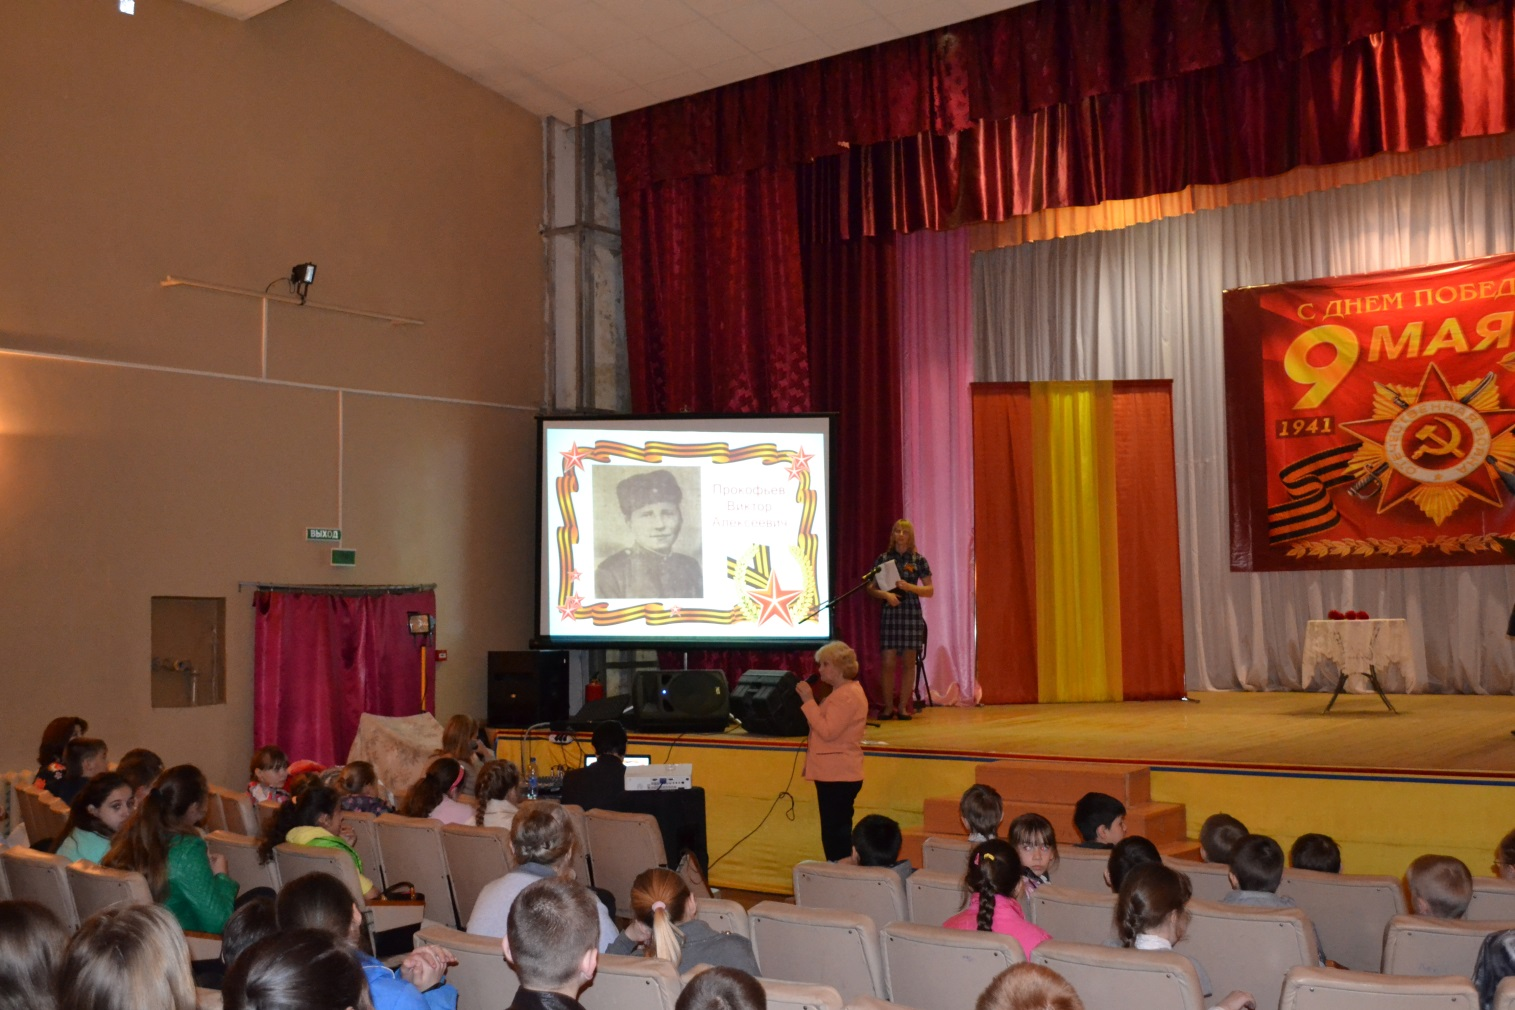 ВЫХОД
Прокофьев
Виктор
Алексеевич
С ДНЕМ ПОБЕД
9 МАЯ
1941